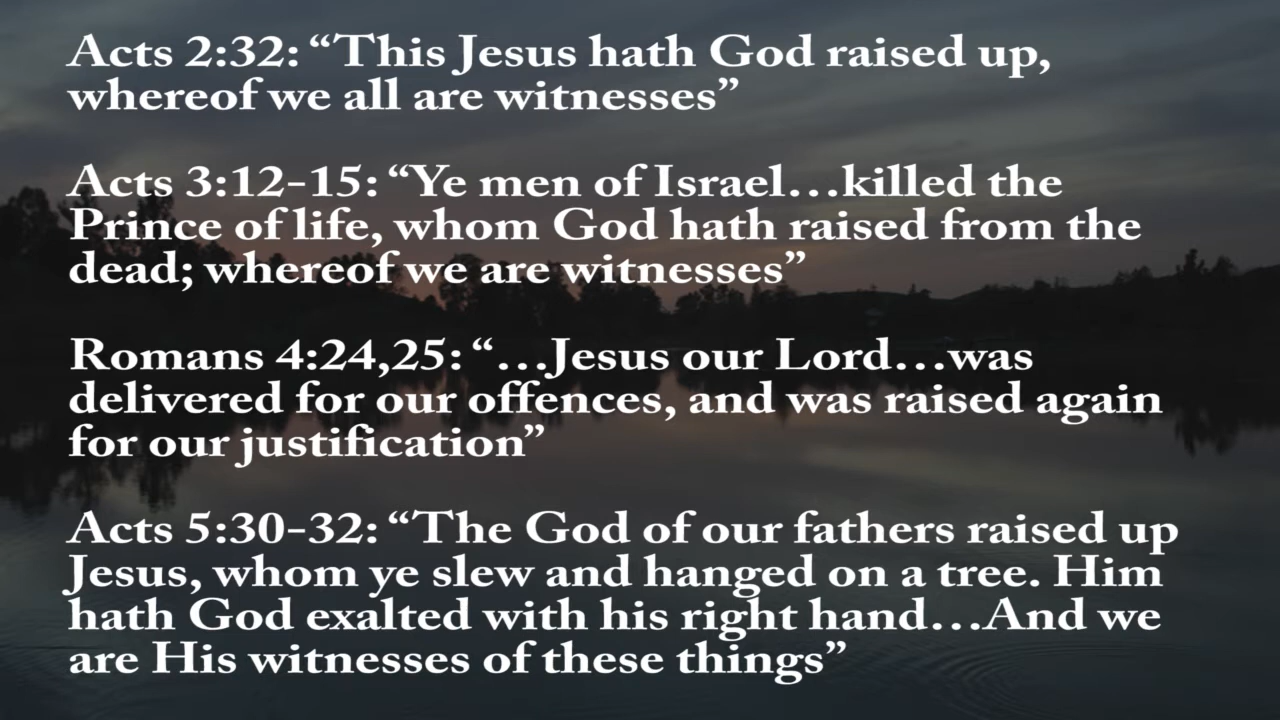 Acts 2:32: “This Jesus hath God raised up,
whereof we all are witnesses”
Acts 3:12-15: “Ye men of Israel…killed the
Prince of life, whom God hath raised from the
dead; whereof we are witnesses”
Romans 4:24,25: “…Jesus our Lord…was
delivered for our offences, and was raised again
for our justification”
Acts 5:30-32: “The God of our fathers raised up
Jesus, whom ye slew and hanged on a tree. Him
hath God exalted with his right hand…And we
are His witnesses of these things”